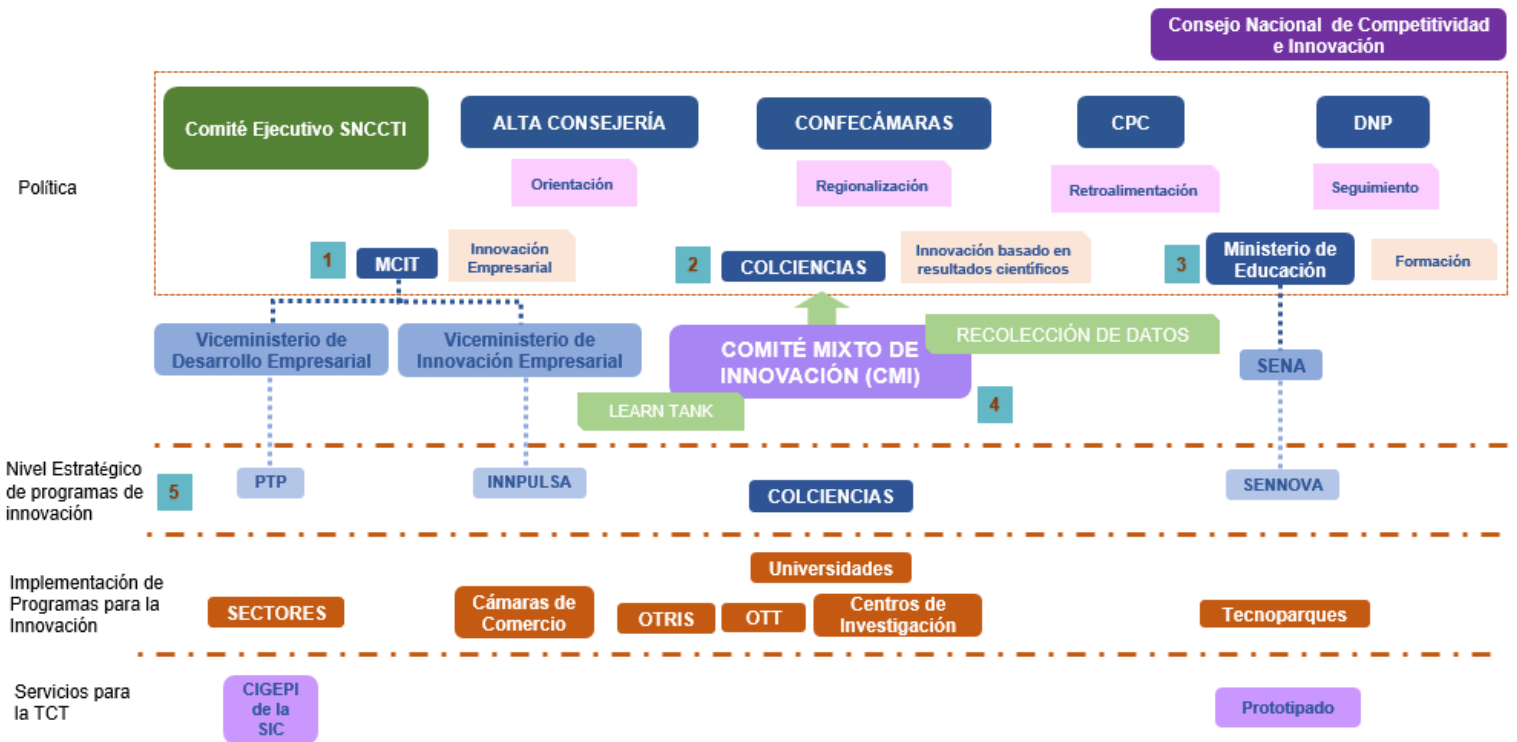 Consejo Nacional de Competitividad
e Innovación
Comité Ejecutivo SNCCTI
ALTA CONSEJERÍA
CONFECÁMARAS
CPC
DNP
Política
Orientación
Regionalización
Retroalimentación
Seguimiento
1
MCIT
Innovación
Empresarial
2
COLCIENCIAS
Innovación basado en
resultados científicos
3
Ministerio de
Educación
Formación
Viceministerio de
Desarrollo Empresarial
Viceministerio de
Innovación Empresarial
COMITÉ MIXTO DE
INNOVACIÓN (CMI)
RECOLECCIÓN DE DATOS
SENA
LEARN TANK
4
Nivel Estratégico
de programas de
innovación
5
PTP
INNPULSA
COLCIENCIAS
SENNOVA
Implementación de
Programas para la
Innovación
SECTORES
Cámaras de
Comercio
Universidades
OTRIS
OTT
Centros de
Investigación
Tecnoparques
Servicios para
la TCT
CIGEPI
de la
SIC
Prototipado